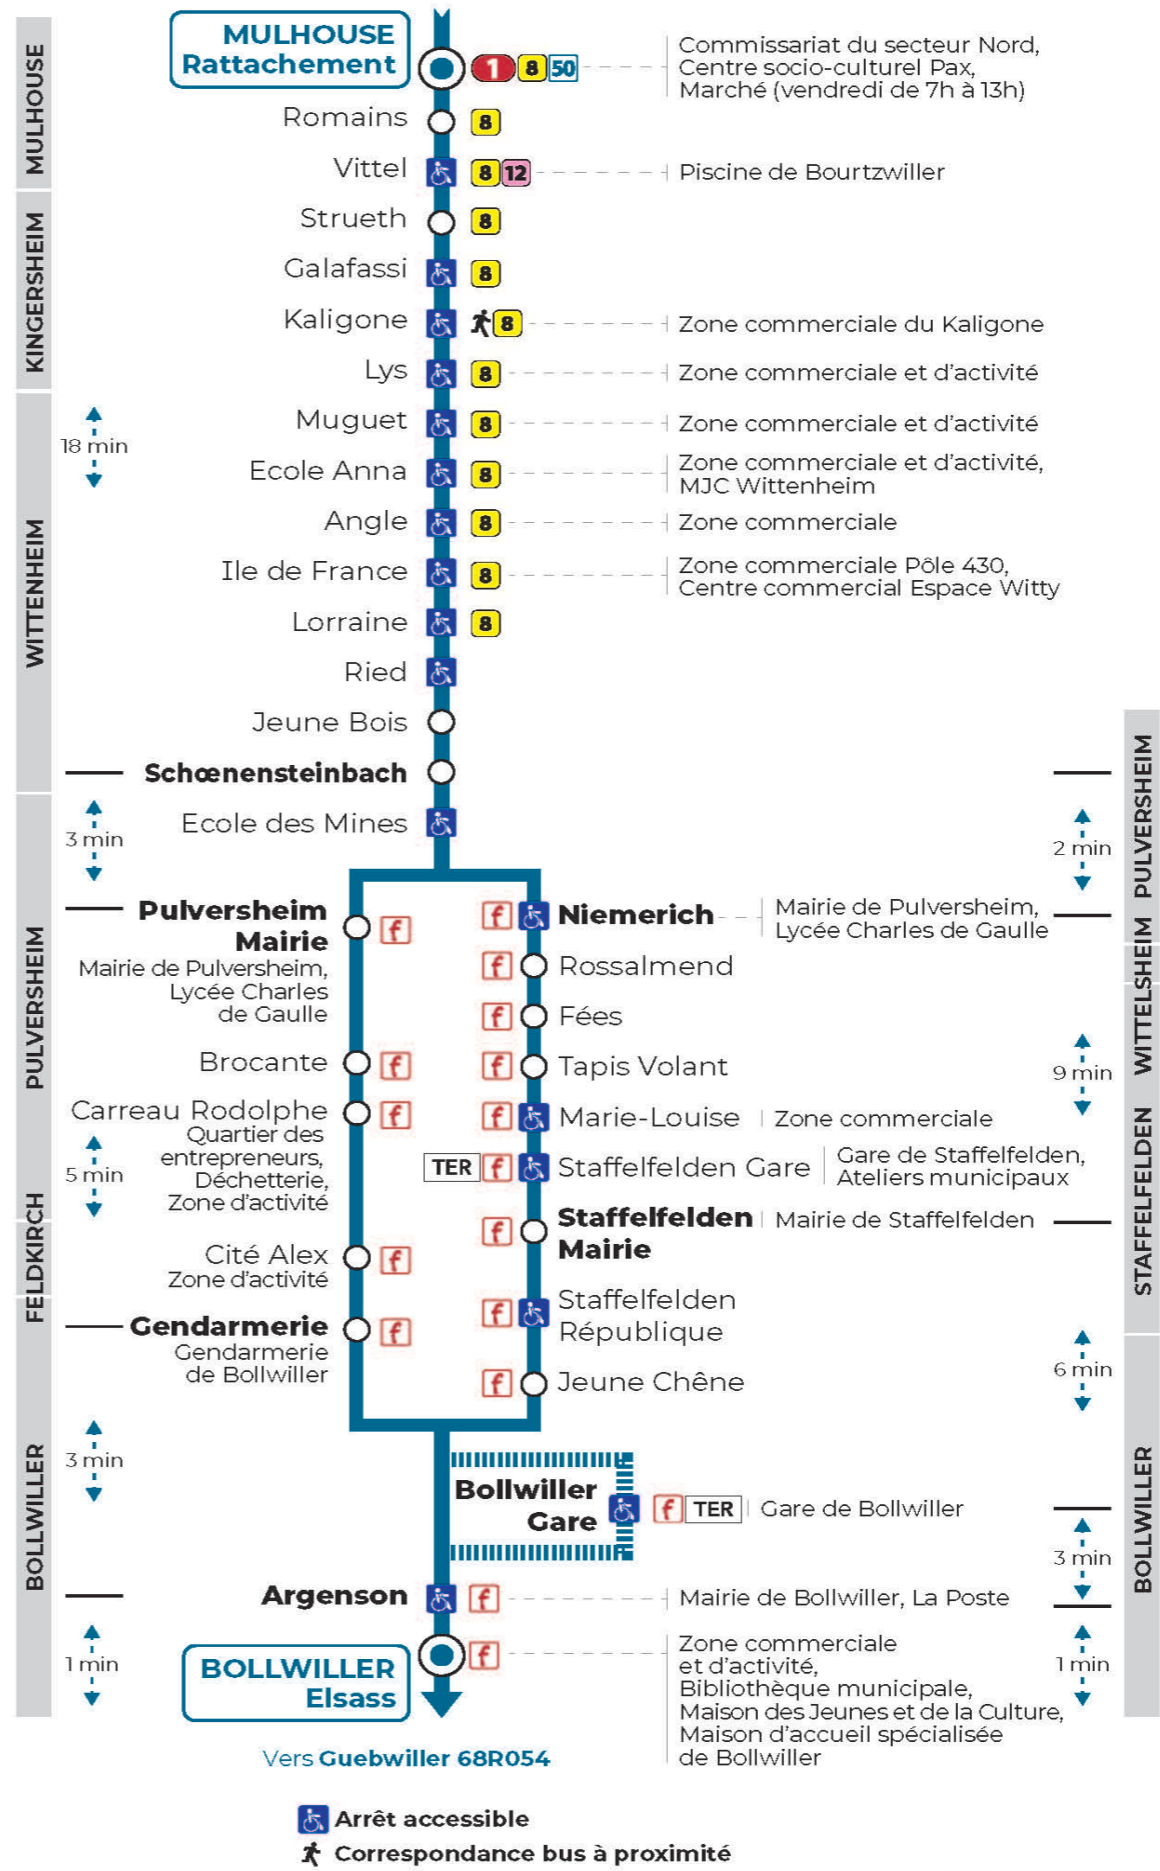 MULHOUSE
Rattachement
1 8 50
Commissariat du secteur Nord,
Centre socio-culturel Pax,
Marché (vendredi de 7h à 13h)
MULHOUSE
Romains
8
Vittel
8 12
Piscine de Bourtzwiller
KINGERSHEIM
Strueth
8
Galafassi
8
Kaligone
8
Zone commerciale du Kaligone
Lys
8
Zone commerciale et d'activité
WITTENHEIM
18 min
Muguet
8
Zone commerciale et d'activité
Ecole Anna
8
Zone commerciale et d'activité,
MJC Wittenheim
Angle
8
Zone commerciale
Ile de France
8
Zone commerciale Pôle 430,
Centre commercial Espace Witty
Lorraine
8
Ried
Jeune Bois
Schœnensteinbach
Ecole des Mines
3 min
PULVERSHEIM
Pulversheim
Mairie
f
Mairie de Pulversheim,
Lycée Charles
de Gaulle
Brocante
f
Carreau Rodolphe
f
Quartier des
entrepreneurs,
Déchetterie,
Zone d'activité
5 min
FELDKIRCH
Cité Alex
f
Zone d'activité
Gendarmerie
f
Gendarmerie
de Bollwiller
3 min
BOLLWILLER
PULVERSHEIM
2 min
f
Niemerich
Mairie de Pulversheim,
Lycée Charles de Gaulle
WITTELSHEIM
f
Rossalmend
f
Fées
f
Tapis Volant
9 min
f
Marie-Louise
Zone commerciale
STAFFELFELDEN
TER f
Staffelfelden Gare
Gare de Staffelfelden,
Ateliers municipaux
f
Staffelfelden
Mairie
Mairie de Staffelfelden
f
Staffelfelden
République
6 min
f
Jeune Chêne
BOLLWILLER
Bollwiller
Gare
f TER
Gare de Bollwiller
3 min
Argenson
f
Mairie de Bollwiller, La Poste
1 min
1 min
BOLLWILLER
Elsass
f
Zone commerciale
et d'activité,
Bibliothèque municipale,
Maison des Jeunes et de la Culture,
Maison d'accueil spécialisée
de Bollwiller
Vers Guebwiller 68R054
Arrêt accessible
Correspondance bus à proximité